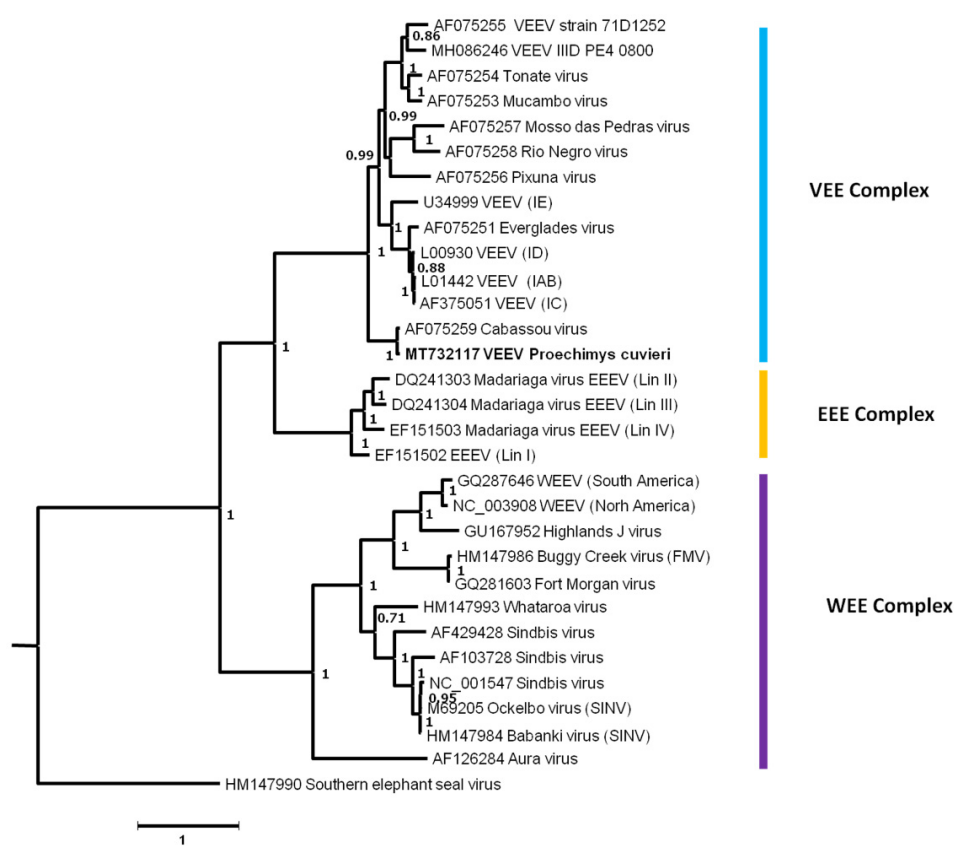 AF075255 VEEV strain 71D1252
0.86
MH086246 VEEV IIID PE4 0800
1
AF075254 Tonate virus
1
AF075253 Mucambo virus
0.99
AF075257 Mosso das Pedras virus
1
AF075258 Rio Negro virus
0.99
AF075256 Pixuna virus
VEE Complex
U34999 VEEV (IE)
1
AF075251 Everglades virus
1
L00930 VEEV (ID)
0.88
L01442 VEEV (IAB)
1
AF375051 VEEV (IC)
AF075259 Cabassou virus
1
MT732117 VEEV Proechimys cuvieri
1
DQ241303 Madariaga virus EEEV (Lin II)
1
DQ241304 Madariaga virus EEEV (Lin III)
1
EEE Complex
EF151503 Madariaga virus EEEV (Lin IV)
1
EF151502 EEEV (Lin I)
GQ287646 WEEV (South America)
1
NC_003908 WEEV (Norh America)
1
1
GU167952 Highlands J virus
1
HM147986 Buggy Creek virus (FMV)
1
GQ281603 Fort Morgan virus
1
HM147993 Whataroa virus
WEE Complex
0.71
AF429428 Sindbis virus
1
AF103728 Sindbis virus
1
1
NC_001547 Sindbis virus
0.95
M69205 Ockelbo virus (SINV)
1
HM147984 Babanki virus (SINV)
AF126284 Aura virus
HM147990 Southern elephant seal virus
1